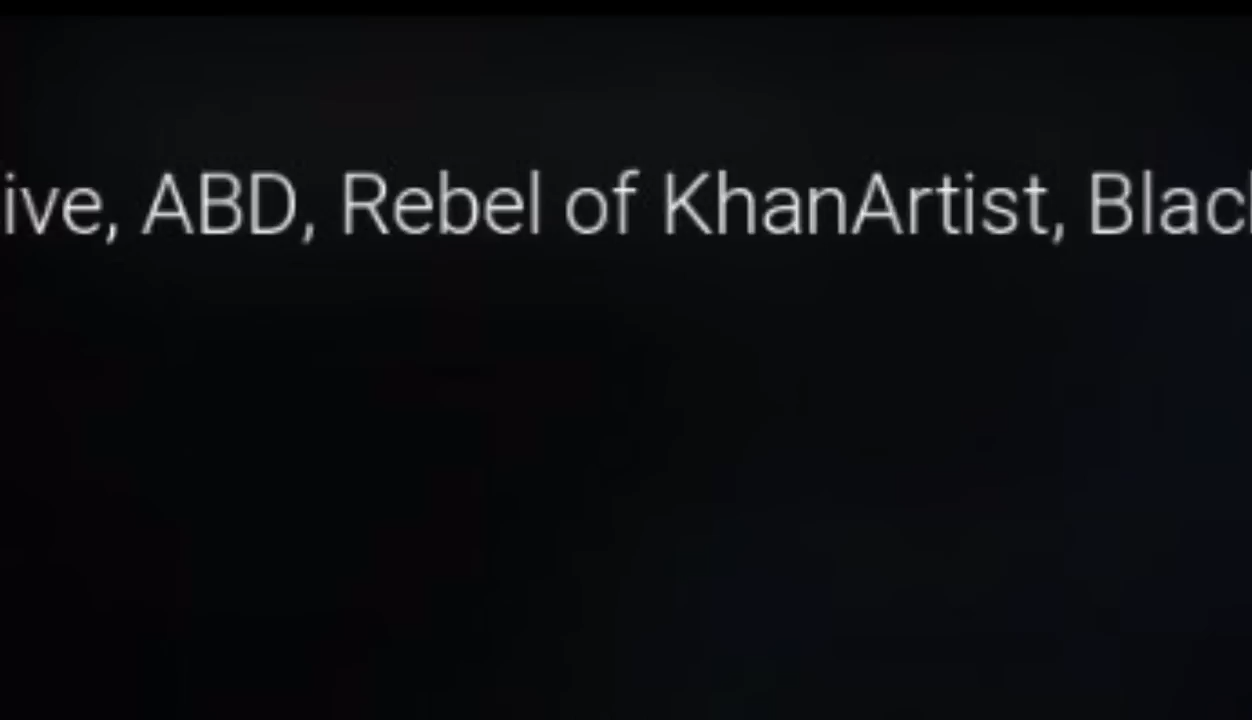 ive, ABD, Rebel of KhanArtist, Blac